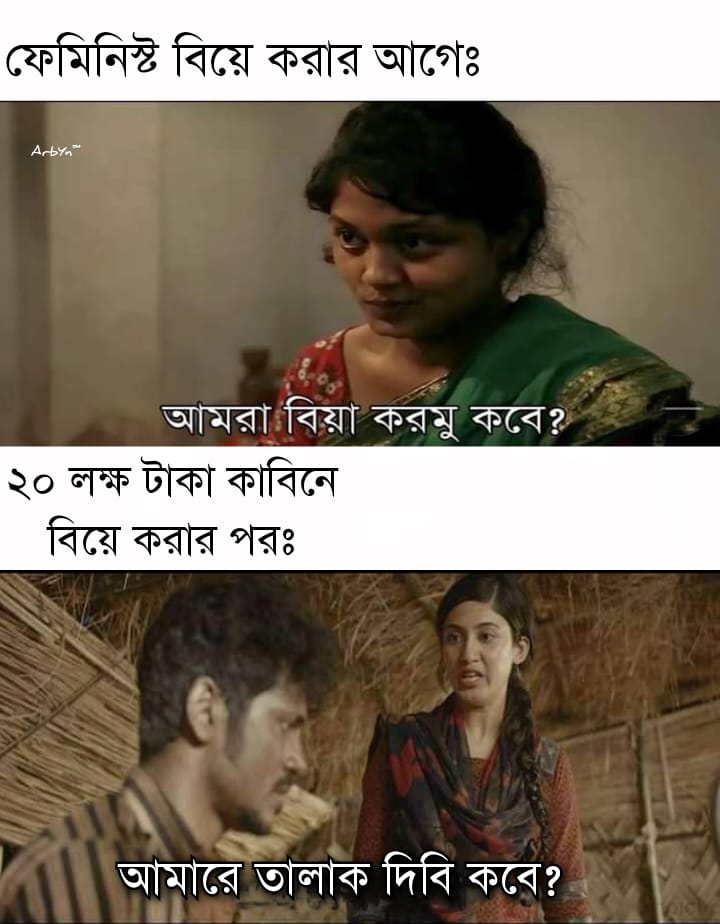 ফেমিনিস্ট বিয়ে করার আগেঃ
ArbYn™
আমরা বিয়া করমু কবে?
২০ লক্ষ টাকা কাবিনে
বিয়ে করার পরঃ
আমারে তালাক দিবি কবে?